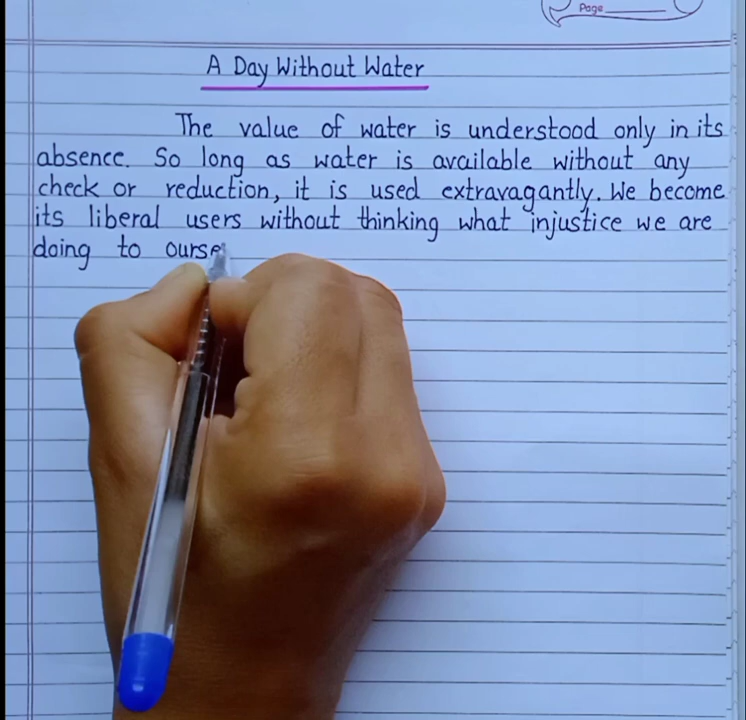 Page
A Day Without Water
The value of water is understood only in its
absence. So long as water is available without any
check or reduction, it is used extravagantly. We become
its liberal users without thinking what injustice we are
doing to ourse